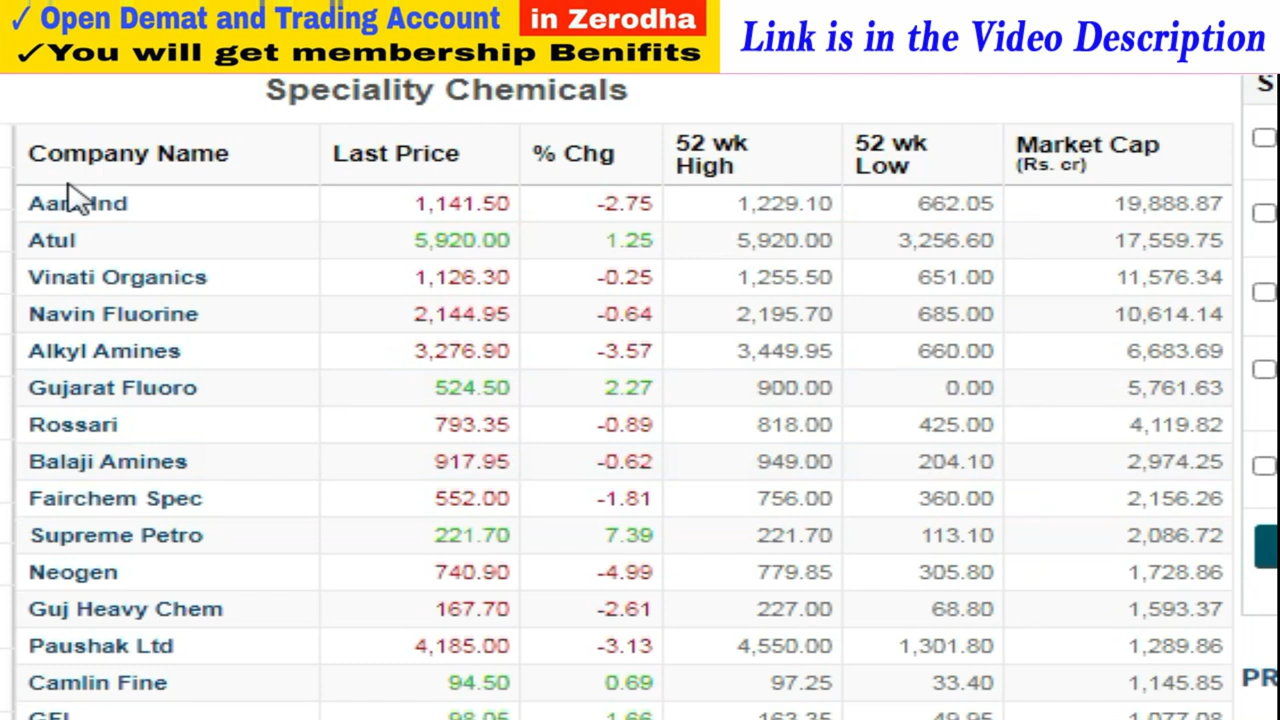 ✓ Open Demat and Trading Account in Zerodha
✓You will get membership Benifits
Link is in the Video Description
Speciality Chemicals
S
Company Name Last Price % Chg 52 wk High 52 wk Low Market Cap (Rs. cr)
Ind 1,141.50 -2.75 1,229.10 662.05 19,888.87
Atul 5,920.00 1.25 5,920.00 3,256.60 17,559.75
Vinati Organics 1,126.30 -0.25 1,255.50 651.00 11,576.34
Navin Fluorine 2,144.95 -0.64 2,195.70 685.00 10,614.14
Alkyl Amines 3,276.90 -3.57 3,449.95 660.00 6,683.69
Gujarat Fluoro 524.50 2.27 900.00 0.00 5,761.63
Rossari 793.35 -0.89 818.00 425.00 4,119.82
Balaji Amines 917.95 -0.62 949.00 204.10 2,974.25
Fairchem Spec 552.00 -1.81 756.00 360.00 2,156.26
Supreme Petro 221.70 7.39 221.70 113.10 2,086.72
Neogen 740.90 -4.99 779.85 305.80 1,728.86
Guj Heavy Chem 167.70 -2.61 227.00 68.80 1,593.37
Paushak Ltd 4,185.00 -3.13 4,550.00 1,301.80 1,289.86
Camlin Fine 94.50 0.69 97.25 33.40 1,145.85
PR